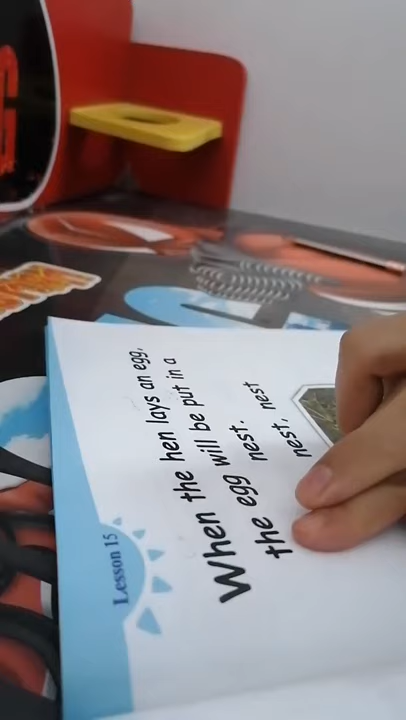 Lesson 15
When the hen lays an egg,
the egg will be put in a
nest.
nest, nest